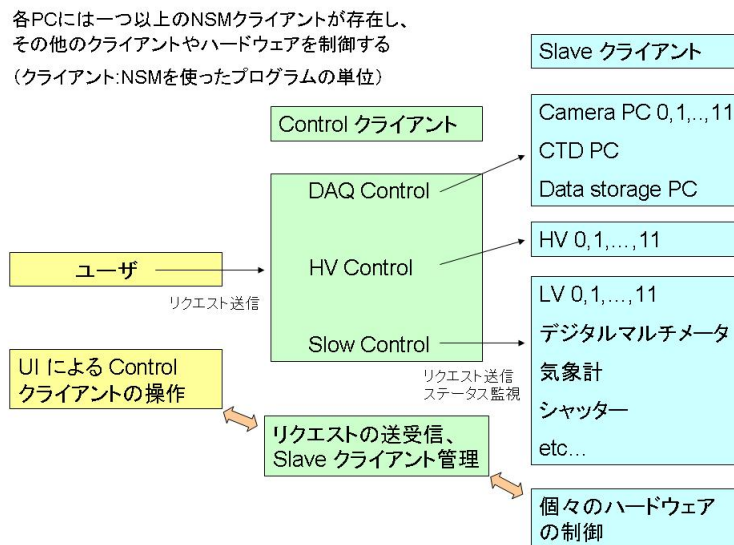 各PCには一つ以上のNSMクライアントが存在し、
その他のクライアントやハードウェアを制御する
（クライアント:NSMを使ったプログラムの単位）
Slave クライアント
Control クライアント
Camera PC 0,1,..,11
CTD PC
Data storage PC
DAQ Control
HV 0,1,…,11
ユーザ
HV Control
リクエスト送信
LV 0,1,…,11
デジタルマルチメータ
気象計
シャッター
etc…
Slow Control
リクエスト送信
ステータス監視
UI による Control
クライアントの操作
リクエストの送受信、
Slave クライアント管理
個々のハードウェア
の制御